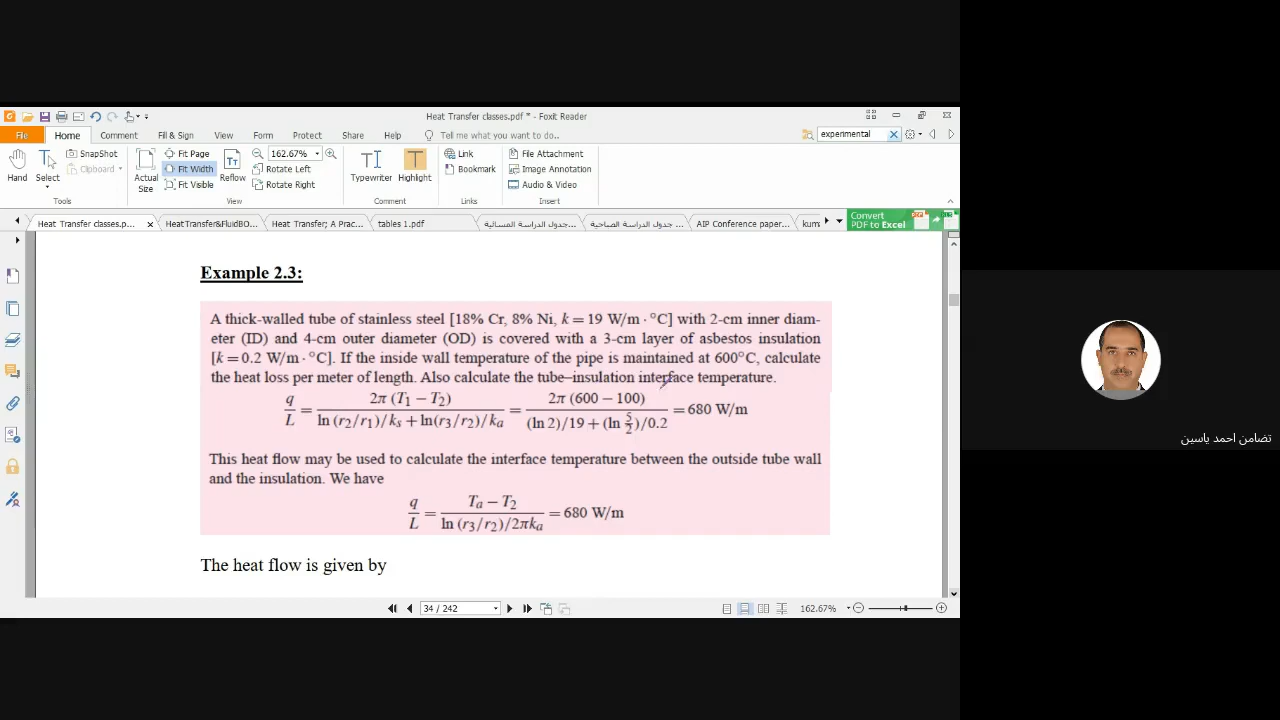 Heat Transfer classes.pdf * - Foxit Reader
File Home Comment Fill & Sign View Form Protect Share Help Tell me what you want to do.. experimental
Hand
Select
SnapShot
Clipboard
Tools
Actual Size
Fit Page
Fit Width
Fit Visible
Reflow
162.67%
Rotate Left
Rotate Right
View
Typewriter
Highlight
Comment
Link
Bookmark
Links
File Attachment
Image Annotation
Audio & Video
Insert
Heat Transfer classes.p... HeatTransfer&FluidBO... Heat Transfer; A Prac... tables 1.pdf جدول الدراسة المسائية... جدول الدراسة الصباحية... AIP Conference paper... kum
Convert
PDF to Excel
Example 2.3:
A thick-walled tube of stainless steel [18% Cr, 8% Ni, k = 19 W/m · °C] with 2-cm inner diam-
eter (ID) and 4-cm outer diameter (OD) is covered with a 3-cm layer of asbestos insulation
[k = 0.2 W/m · °C]. If the inside wall temperature of the pipe is maintained at 600°C, calculate
the heat loss per meter of length. Also calculate the tube–insulation interface temperature.
q/L = 2π (T1 − T2) / ln (r2/r1)/ks + ln(r3/r2)/ka = 2π (600 − 100) / (ln 2)/19 + (ln 5/2)/0.2 = 680 W/m
This heat flow may be used to calculate the interface temperature between the outside tube wall
and the insulation. We have
q/L = Ta − T2 / ln (r3/r2)/2πka = 680 W/m
The heat flow is given by
34 / 242
162.67%
تضامن احمد ياسين